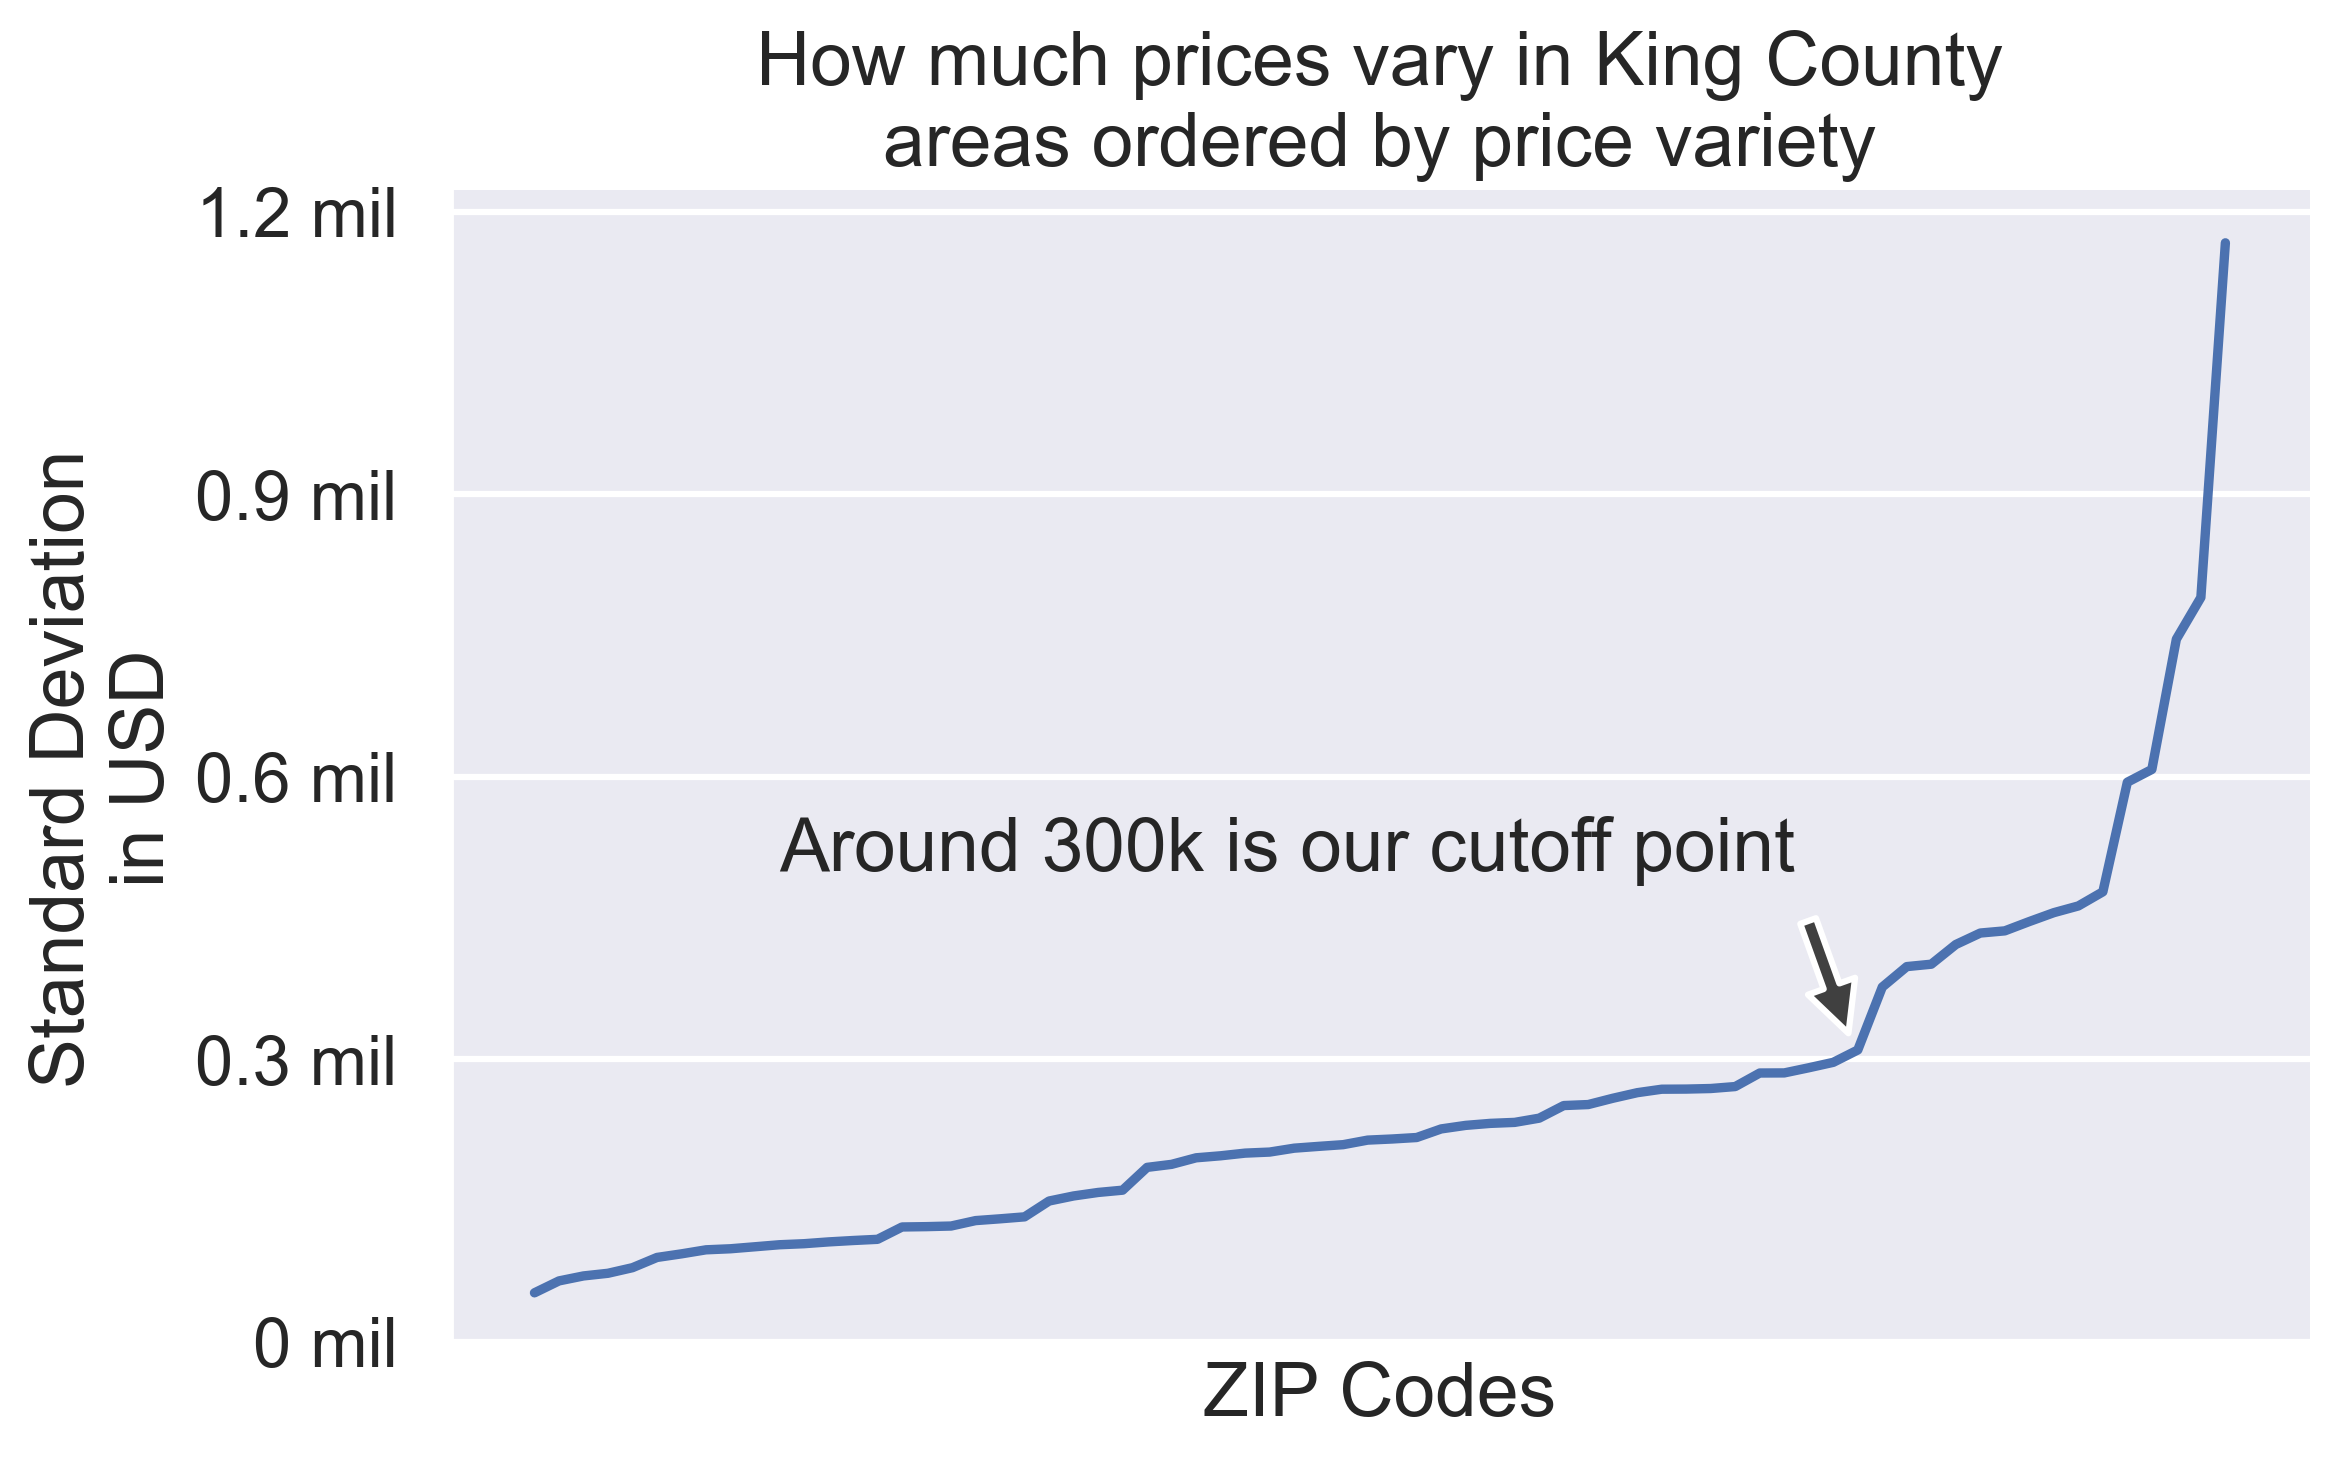 How much prices vary in King County
areas ordered by price variety
1.2 mil
0.9 mil
0.6 mil
0.3 mil
0 mil
Standard Deviation
in USD
Around 300k is our cutoff point
ZIP Codes